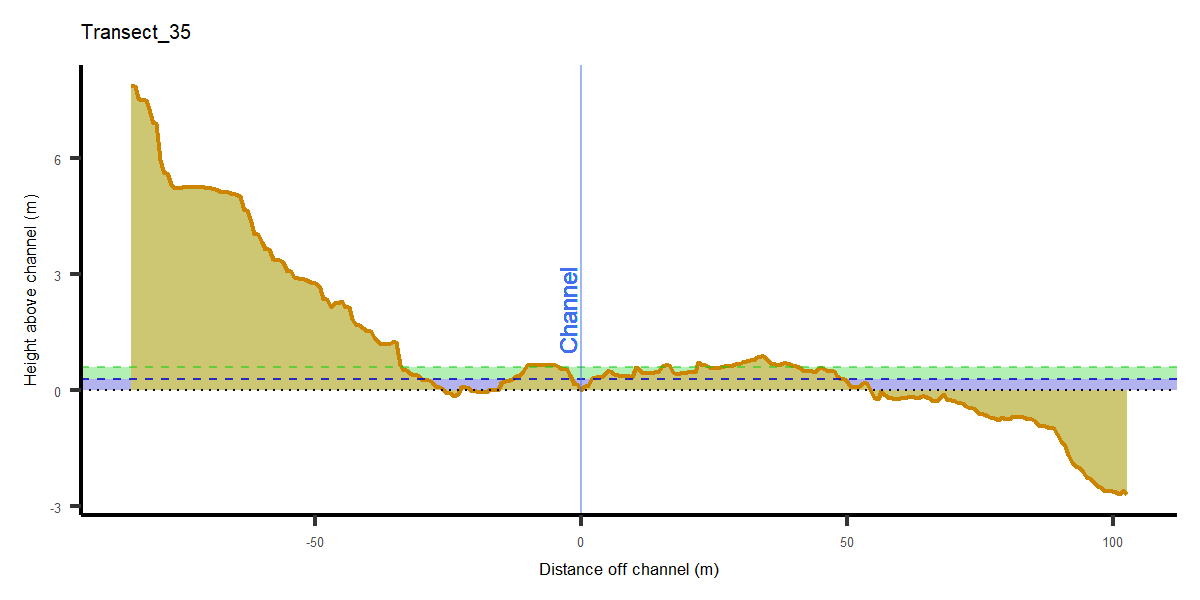 Transect_35
Height above channel (m)
6
3
0
-3
Channel
-50
0
50
100
Distance off channel (m)